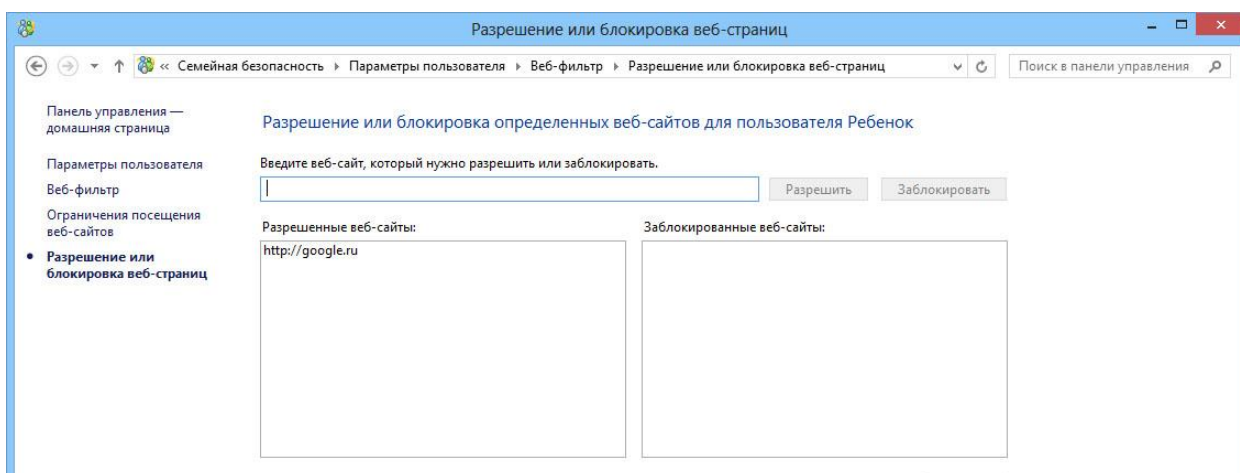 Разрешение или блокировка веб-страниц
« Семейная безопасность ▸ Параметры пользователя ▸ Веб-фильтр ▸ Разрешение или блокировка веб-страниц
Поиск в панели управления
Панель управления —
домашняя страница
Параметры пользователя
Веб-фильтр
Ограничения посещения
веб-сайтов
• Разрешение или
блокировка веб-страниц
Разрешение или блокировка определенных веб-сайтов для пользователя Ребенок
Введите веб-сайт, который нужно разрешить или заблокировать.
Разрешить
Заблокировать
Разрешенные веб-сайты:
http://google.ru
Заблокированные веб-сайты: